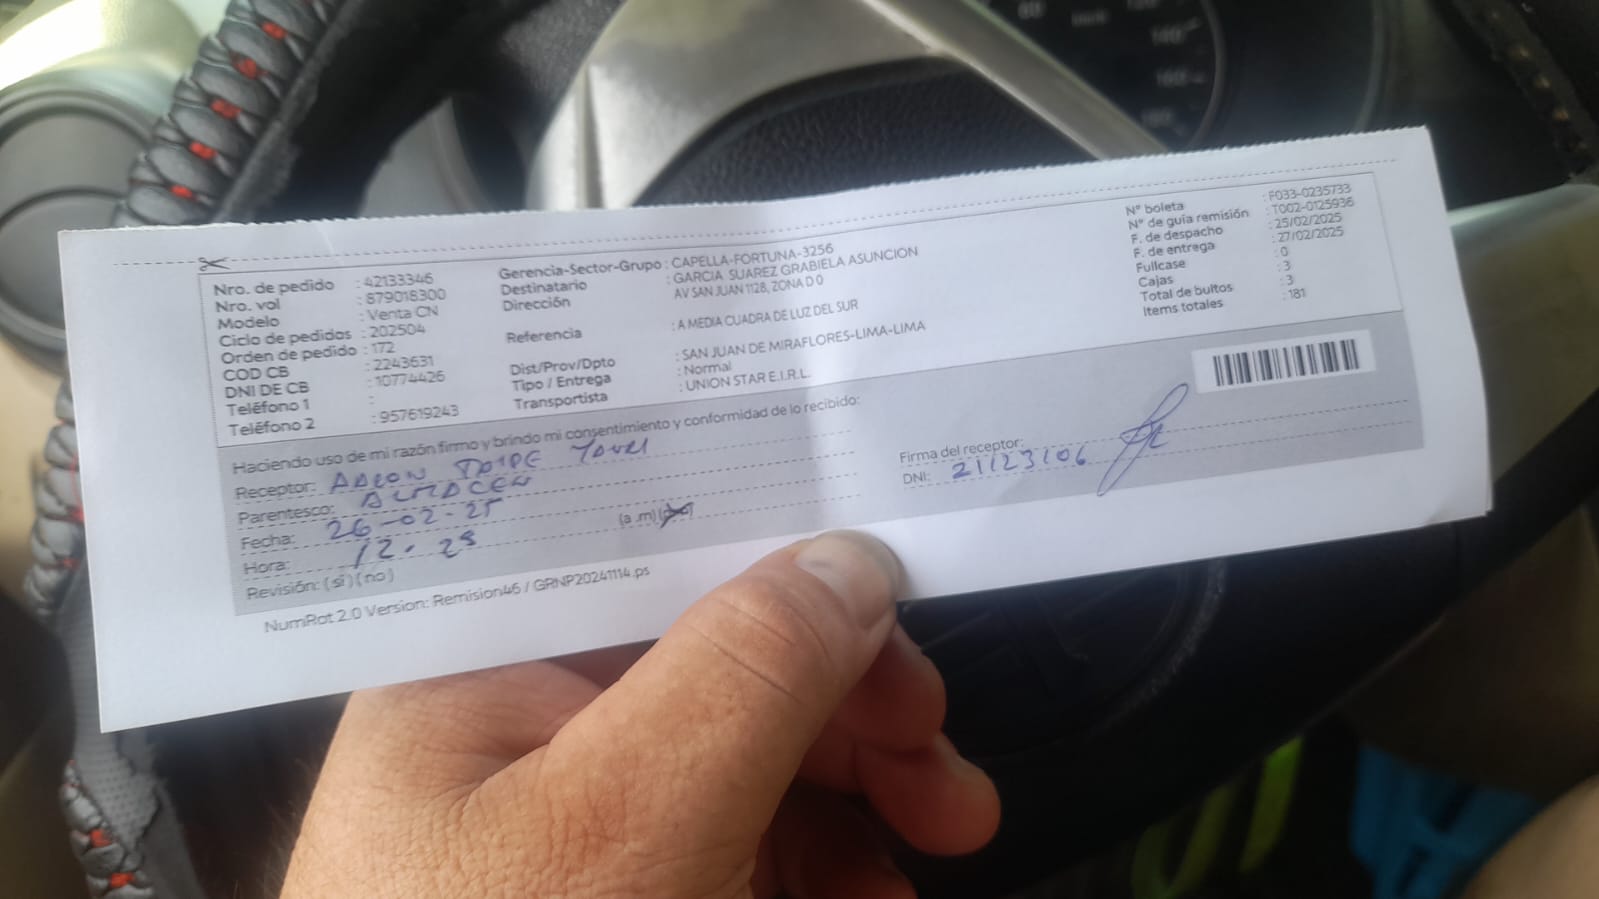 Nro. de pedido : 42133346
Nro. vol : 879018300
Modelo : Venta CN
Ciclo de pedidos : 202504
Orden de pedido : 172
COD CB : 2243631
DNI DE CB : 10774426
Teléfono 1 :
Teléfono 2 : 957619243
Gerencia-Sector-Grupo : CAPELLA-FORTUNA-3256
Destinatario : GARCIA SUAREZ GRABIELA ASUNCION
Dirección AV SAN JUAN 1128, ZONA D 0
Referencia : A MEDIA CUADRA DE LUZ DEL SUR
Dist/Prov/Dpto : SAN JUAN DE MIRAFLORES-LIMA-LIMA
Tipo / Entrega : Normal
Transportista : UNION STAR E.I.R.L.
N° boleta : F033-0235733
N° de guía remisión : T002-0125936
F. de despacho : 25/02/2025
F. de entrega : 27/02/2025
Fullcase : 0
Cajas : 3
Total de bultos : 3
Items totales : 181
Haciendo uso de mi razón firmo y brindo mi consentimiento y conformidad de lo recibido:
Receptor:
Parentesco: ALMACEN
Fecha: 26-02-25
Hora: 12. 25 (a .m)
Revisión: (si) (no)
Firma del receptor:
DNI: 21123106
NumRot 2.0 Version: Remision46 / GRNP20241114.ps
160